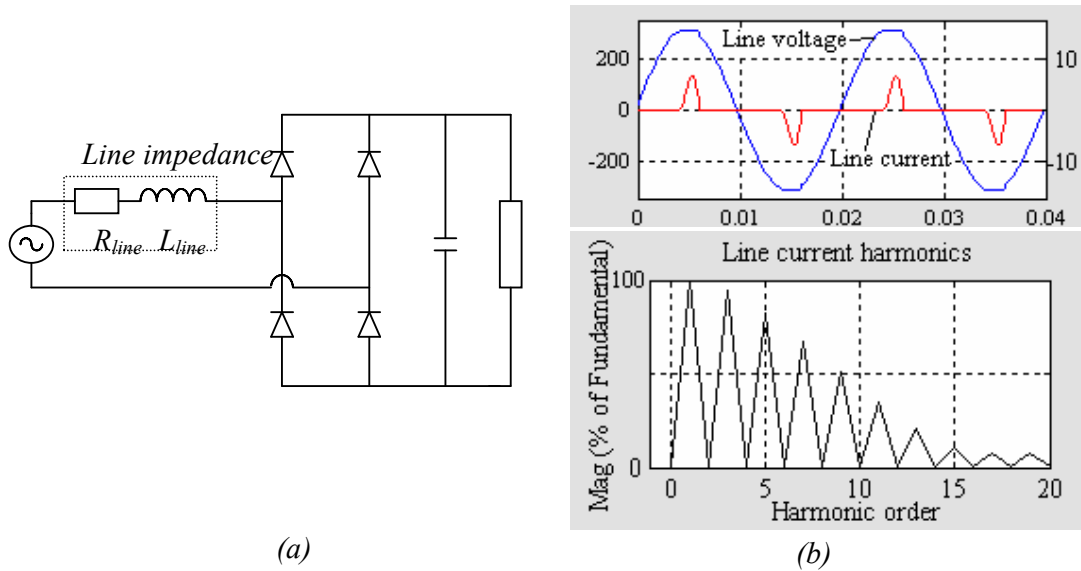 Line impedance
R_line L_line
(a)
200
0
-200
10
0
-10
Line voltage
Line current
0
0.01
0.02
0.03
0.04
Line current harmonics
Mag (% of Fundamental)
100
0
0
5
10
15
20
Harmonic order
(b)